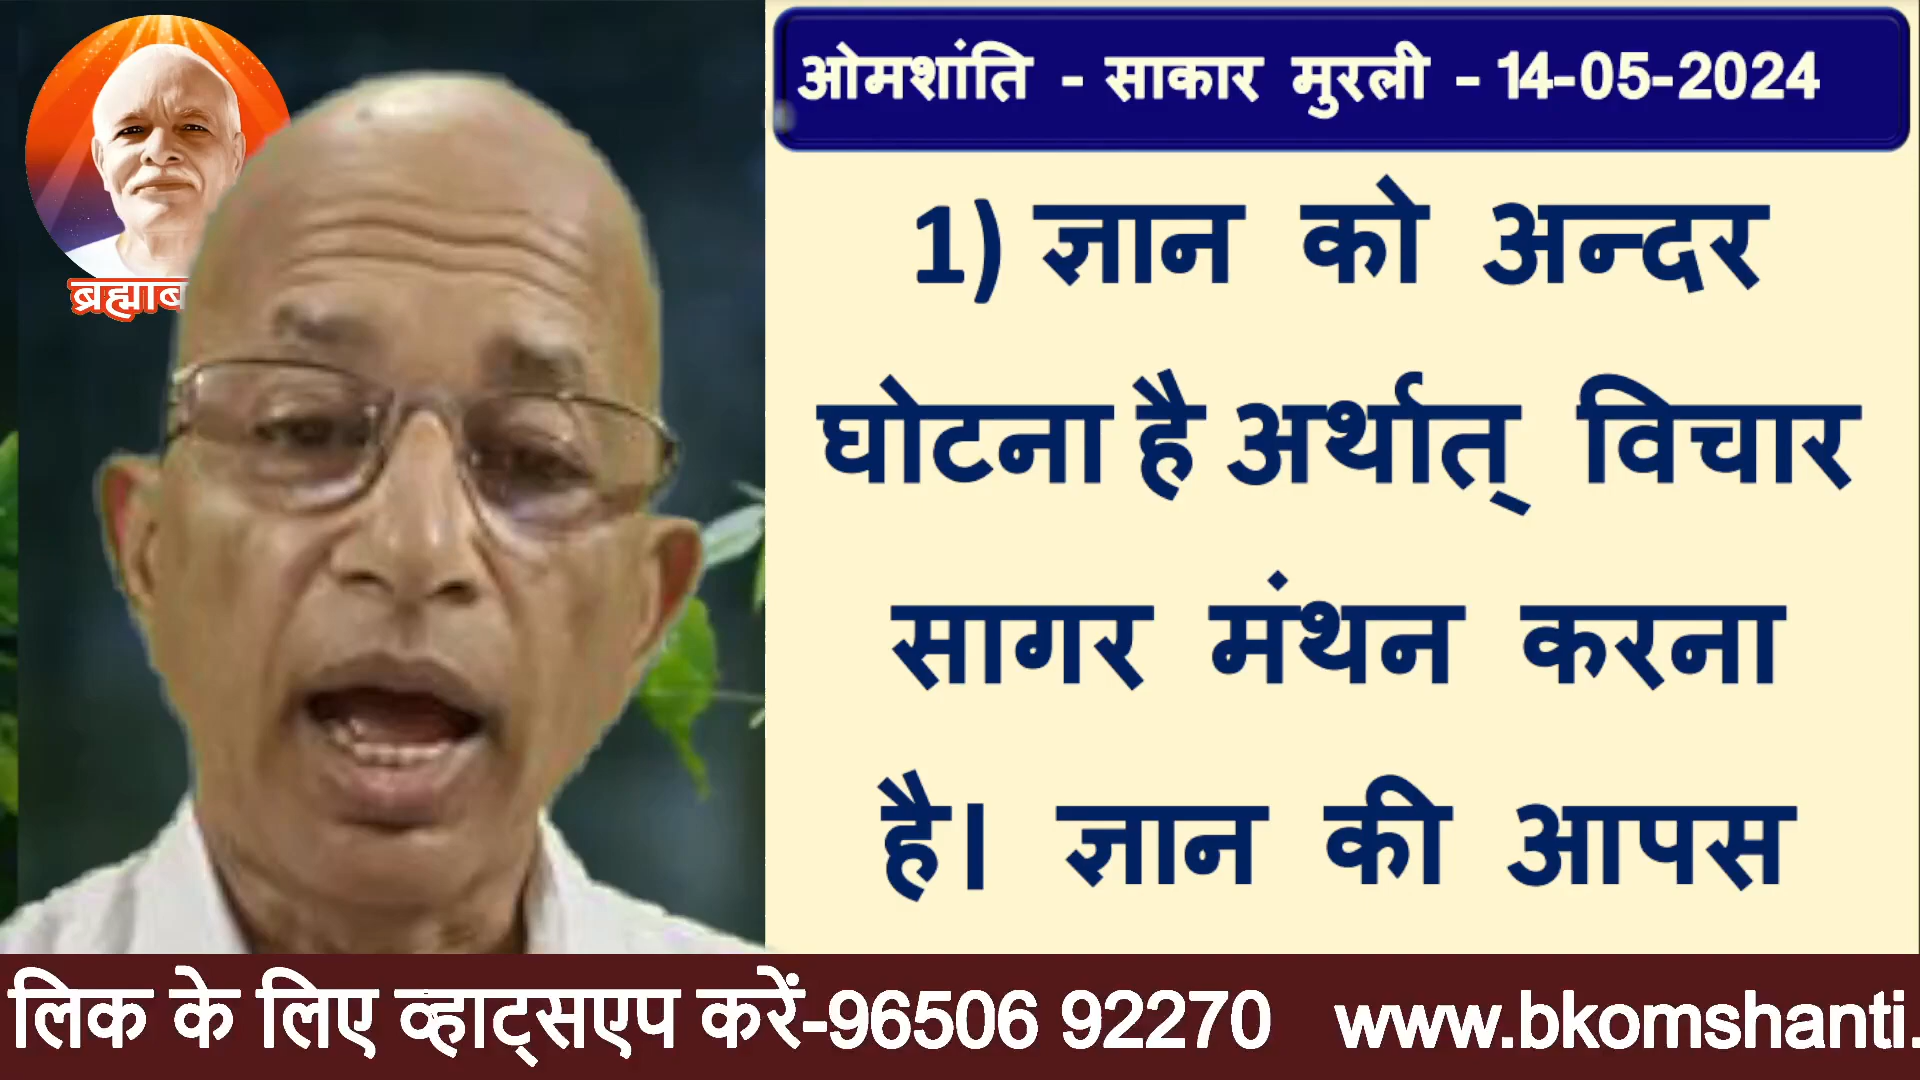 ओमशांति - साकार मुरली - 14-05-2024
1) ज्ञान को अन्दर
घोटना है अर्थात् विचार
सागर मंथन करना
है। ज्ञान की आपस
ब्रह्माब
लिक के लिए व्हाट्सएप करें-96506 92270 www.bkomshanti.